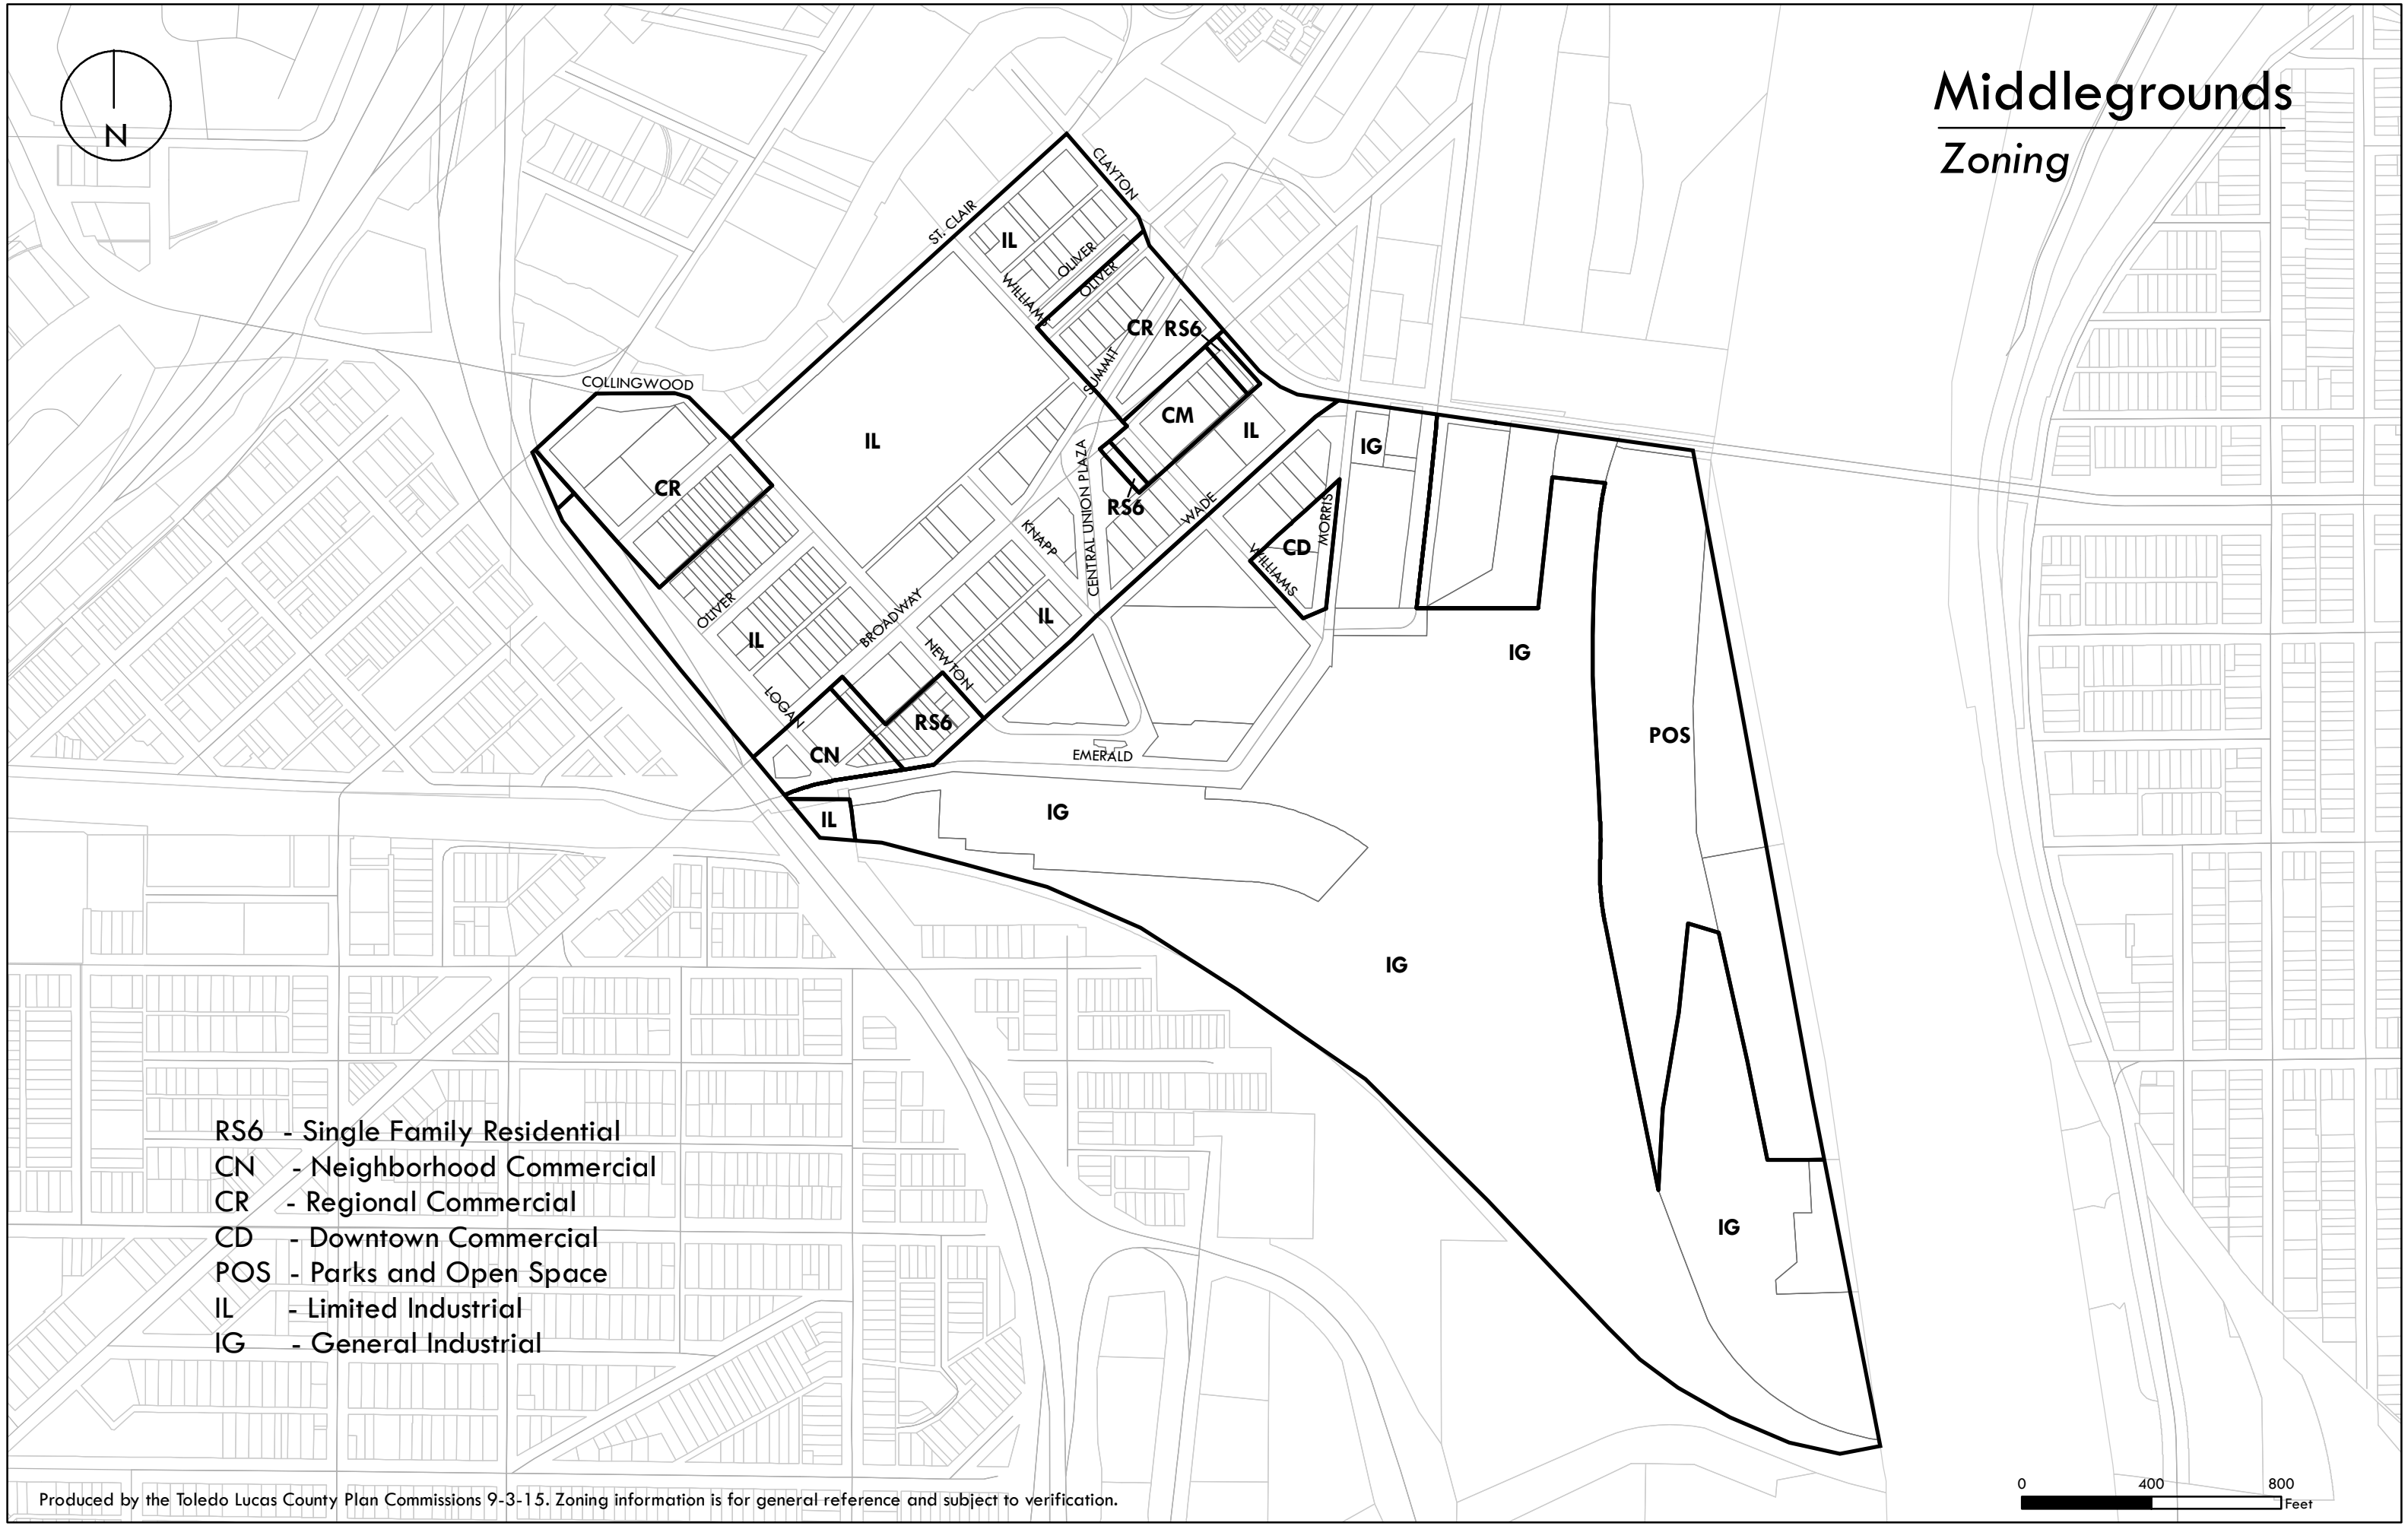 Middlegrounds
Zoning
N
CLAYTON
ST. CLAIR
IL
OLIVER
OLIVER
WILLIAMS
CR
RS6
SUMMIT
COLLINGWOOD
CM
IL
IL
IG
CENTRAL UNION PLAZA
CR
RS6
WADE
MORRIS
KNAPP
CD
WILLIAMS
OLIVER
BROADWAY
IL
IL
NEWTON
IG
LOGAN
RS6
POS
CN
EMERALD
IG
IL
IG
IG
RS6 - Single Family Residential
CN - Neighborhood Commercial
CR - Regional Commercial
CD - Downtown Commercial
POS - Parks and Open Space
IL - Limited Industrial
IG - General Industrial
0 400 800
Feet
Produced by the Toledo Lucas County Plan Commissions 9-3-15. Zoning information is for general reference and subject to verification.